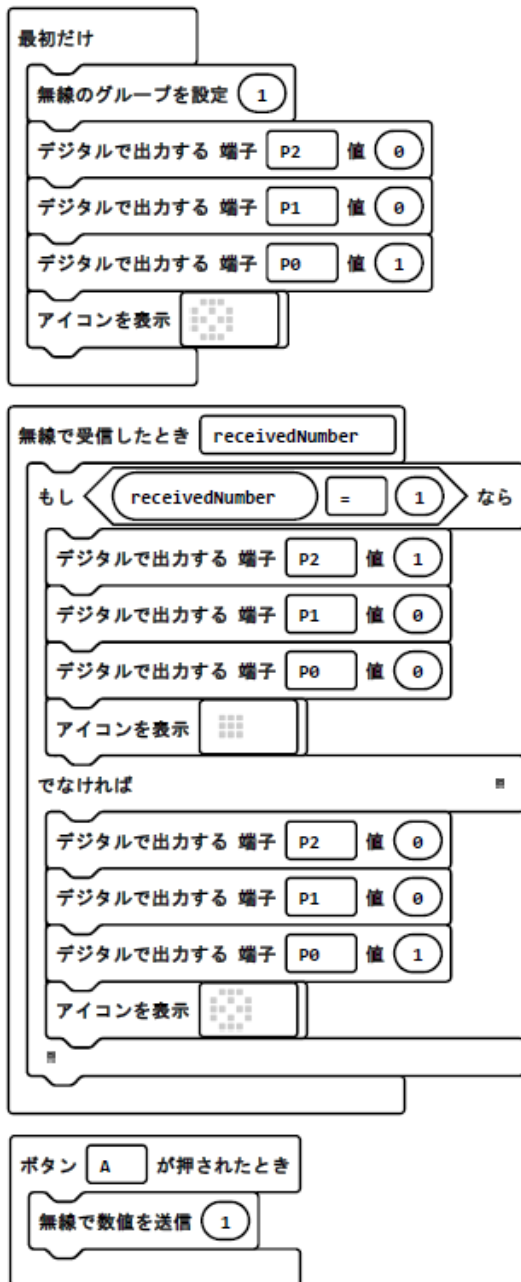 最初だけ
無線のグループを設定 1
デジタルで出力する 端子 P2 値 0
デジタルで出力する 端子 P1 値 0
デジタルで出力する 端子 P0 値 1
アイコンを表示
無線で受信したとき receivedNumber
もし receivedNumber = 1 なら
デジタルで出力する 端子 P2 値 1
デジタルで出力する 端子 P1 値 0
デジタルで出力する 端子 P0 値 0
アイコンを表示
でなければ
デジタルで出力する 端子 P2 値 0
デジタルで出力する 端子 P1 値 0
デジタルで出力する 端子 P0 値 1
アイコンを表示
ボタン A が押されたとき
無線で数値を送信 1